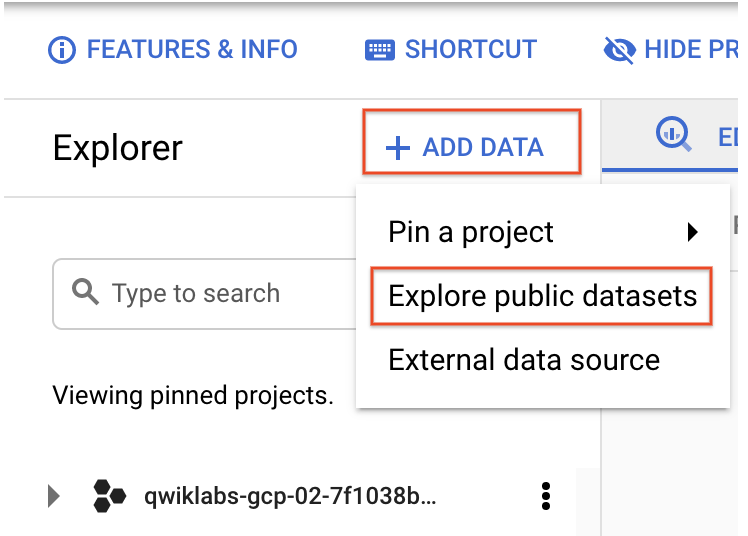 FEATURES & INFO SHORTCUT HIDE PR
Explorer + ADD DATA
Pin a project
Type to search Explore public datasets
External data source
Viewing pinned projects.
qwiklabs-gcp-02-7f1038b...